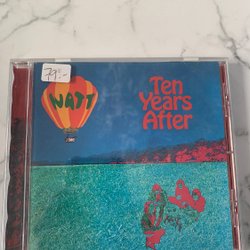 79:-
WATT
Ten
Years
After